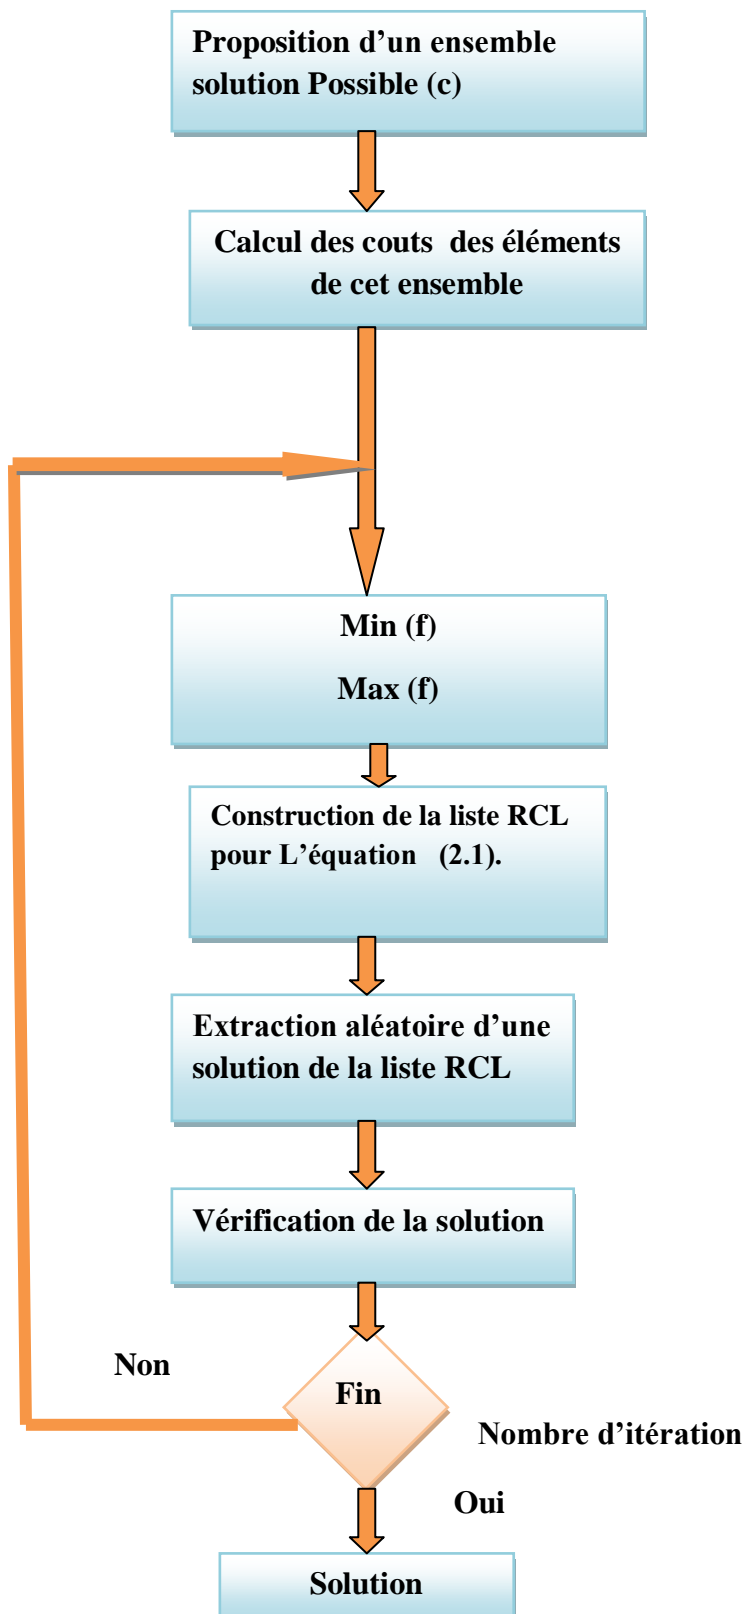 Proposition d’un ensemble
solution Possible (c)
Calcul des couts des éléments
de cet ensemble
Min (f)
Max (f)
Construction de la liste RCL
pour L’équation (2.1).
Extraction aléatoire d’une
solution de la liste RCL
Vérification de la solution
Non
Fin
Nombre d’itération
Oui
Solution